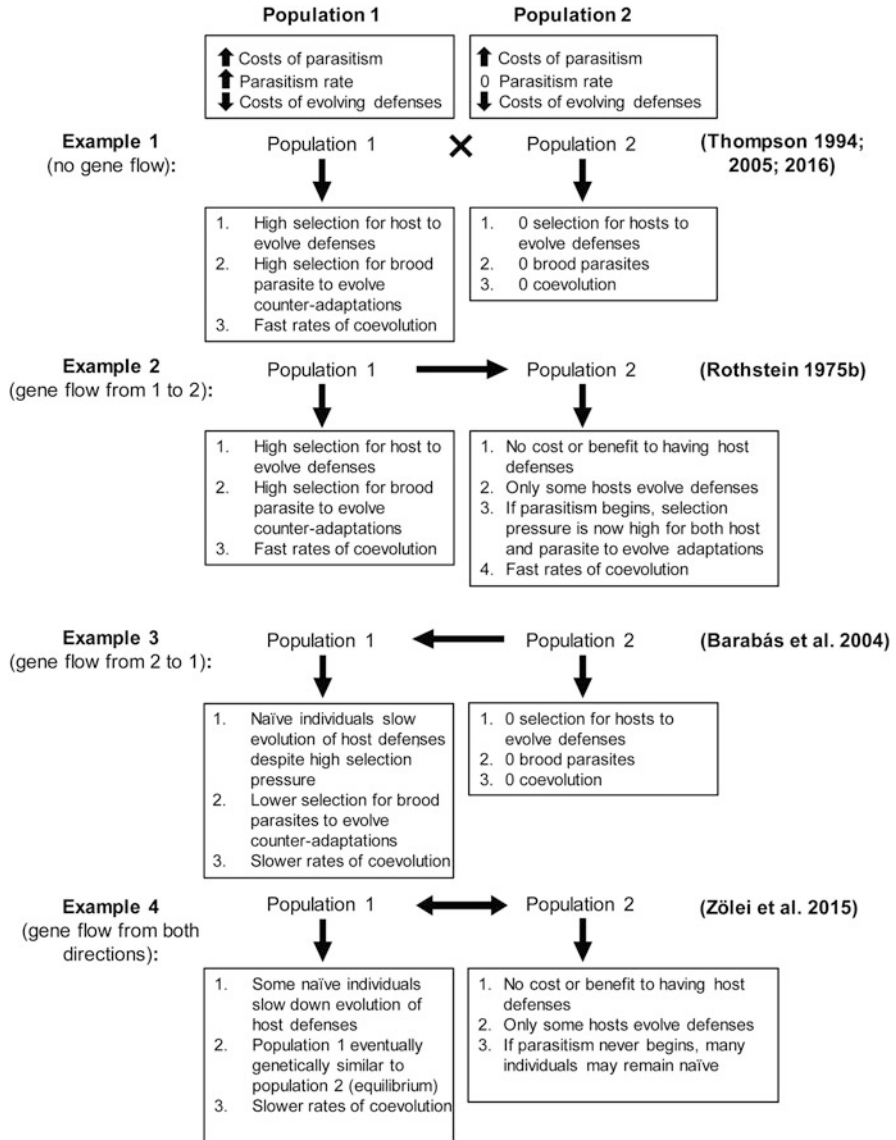 Population 1 Population 2
Costs of parasitism
Parasitism rate
Costs of evolving defenses
Costs of parasitism
0 Parasitism rate
Costs of evolving defenses
Example 1
(no gene flow):
Population 1
Population 2
(Thompson 1994;
2005; 2016)
1. High selection for host to
evolve defenses
2. High selection for brood
parasite to evolve
counter-adaptations
3. Fast rates of coevolution
1. 0 selection for hosts to
evolve defenses
2. 0 brood parasites
3. 0 coevolution
Example 2
(gene flow from 1 to 2):
Population 1
Population 2
(Rothstein 1975b)
1. High selection for host to
evolve defenses
2. High selection for brood
parasite to evolve
counter-adaptations
3. Fast rates of coevolution
1. No cost or benefit to having host
defenses
2. Only some hosts evolve defenses
3. If parasitism begins, selection
pressure is now high for both host
and parasite to evolve adaptations
4. Fast rates of coevolution
Example 3
(gene flow from 2 to 1):
Population 1
Population 2
(Barabás et al. 2004)
1. Naïve individuals slow
evolution of host defenses
despite high selection
pressure
2. Lower selection for brood
parasites to evolve
counter-adaptations
3. Slower rates of coevolution
1. 0 selection for hosts to
evolve defenses
2. 0 brood parasites
3. 0 coevolution
Example 4
(gene flow from both
directions):
Population 1
Population 2
(Zölei et al. 2015)
1. Some naïve individuals
slow down evolution of
host defenses
2. Population 1 eventually
genetically similar to
population 2 (equilibrium)
3. Slower rates of coevolution
1. No cost or benefit to having host
defenses
2. Only some hosts evolve defenses
3. If parasitism never begins, many
individuals may remain naïve